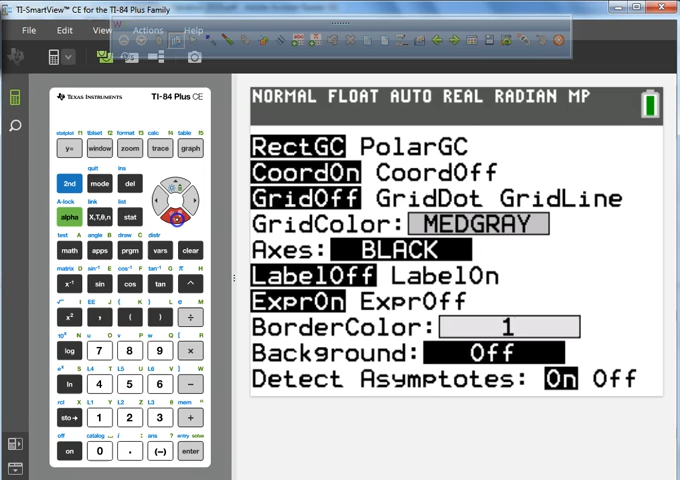 TI-SmartView™ CE for the TI-84 Plus Family
File Edit View Actions Help
TEXAS INSTRUMENTS TI-84 Plus CE
statplot f1 tblset f2 format f3 calc f4 table f5
y= window zoom trace graph
quit ins
2nd mode del
A-lock link list
alpha X,T,θ,n stat
test A angle B draw C distr
math apps prgm vars clear
matrix D sin⁻¹ E cos⁻¹ F tan⁻¹ G π H
x⁻¹ sin cos tan ^
√ I EE J { K } L e M
x² , ( ) ÷
10ˣ N u O v P w Q [ R
log 7 8 9 ×
eˣ S L4 T L5 U L6 V ] W
ln 4 5 6 −
rcl X L1 Y L2 Z L3 θ mem "
sto→ 1 2 3 +
off catalog i : ans ? entry solve
on 0 . (−) enter
NORMAL FLOAT AUTO REAL RADIAN MP
RectGC PolarGC
CoordOn CoordOff
GridOff GridDot GridLine
GridColor: MEDGRAY
Axes: BLACK
LabelOff LabelOn
ExprOn ExprOff
BorderColor: 1
Background: Off
Detect Asymptotes: On Off